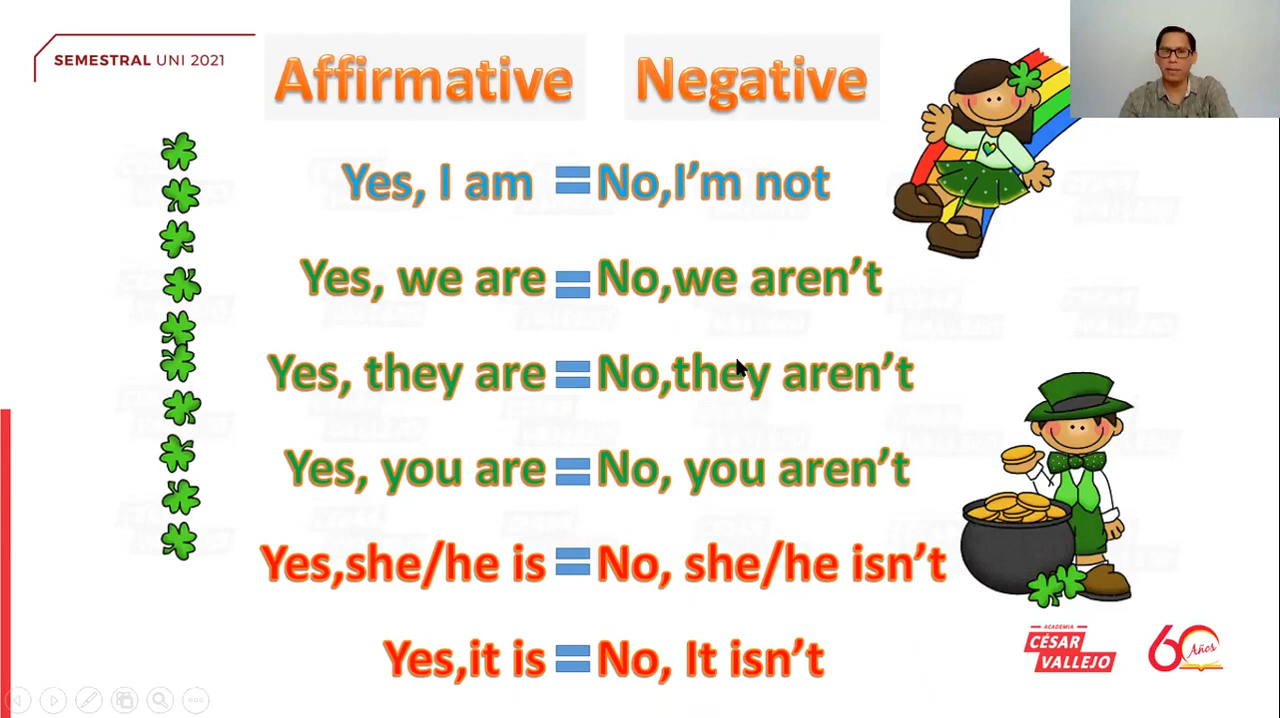 SEMESTRAL UNI 2021
Affirmative Negative
Yes, I am = No,I’m not
Yes, we are = No,we aren’t
Yes, they are = No,they aren’t
Yes, you are = No, you aren’t
Yes,she/he is = No, she/he isn’t
Yes,it is = No, It isn’t
ACADEMIA
CÉSAR
VALLEJO
60 Años